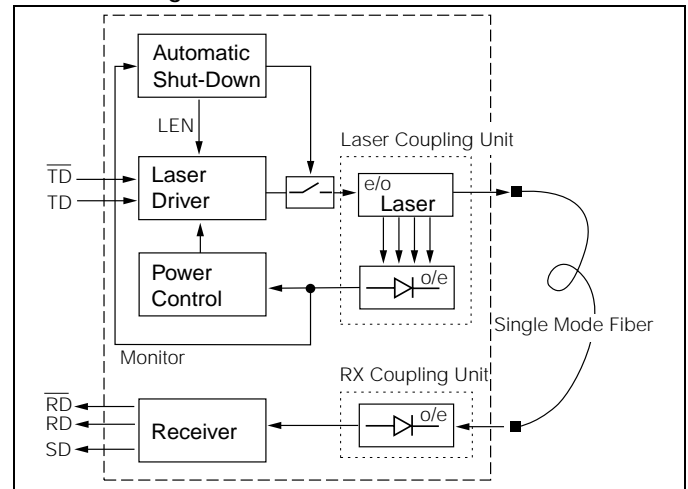 Automatic
Shut-Down
LEN
Laser Coupling Unit
TD
TD
Laser
Driver
e/o
Laser
Power
Control
o/e
Single Mode Fiber
Monitor
RX Coupling Unit
RD
RD
SD
Receiver
o/e